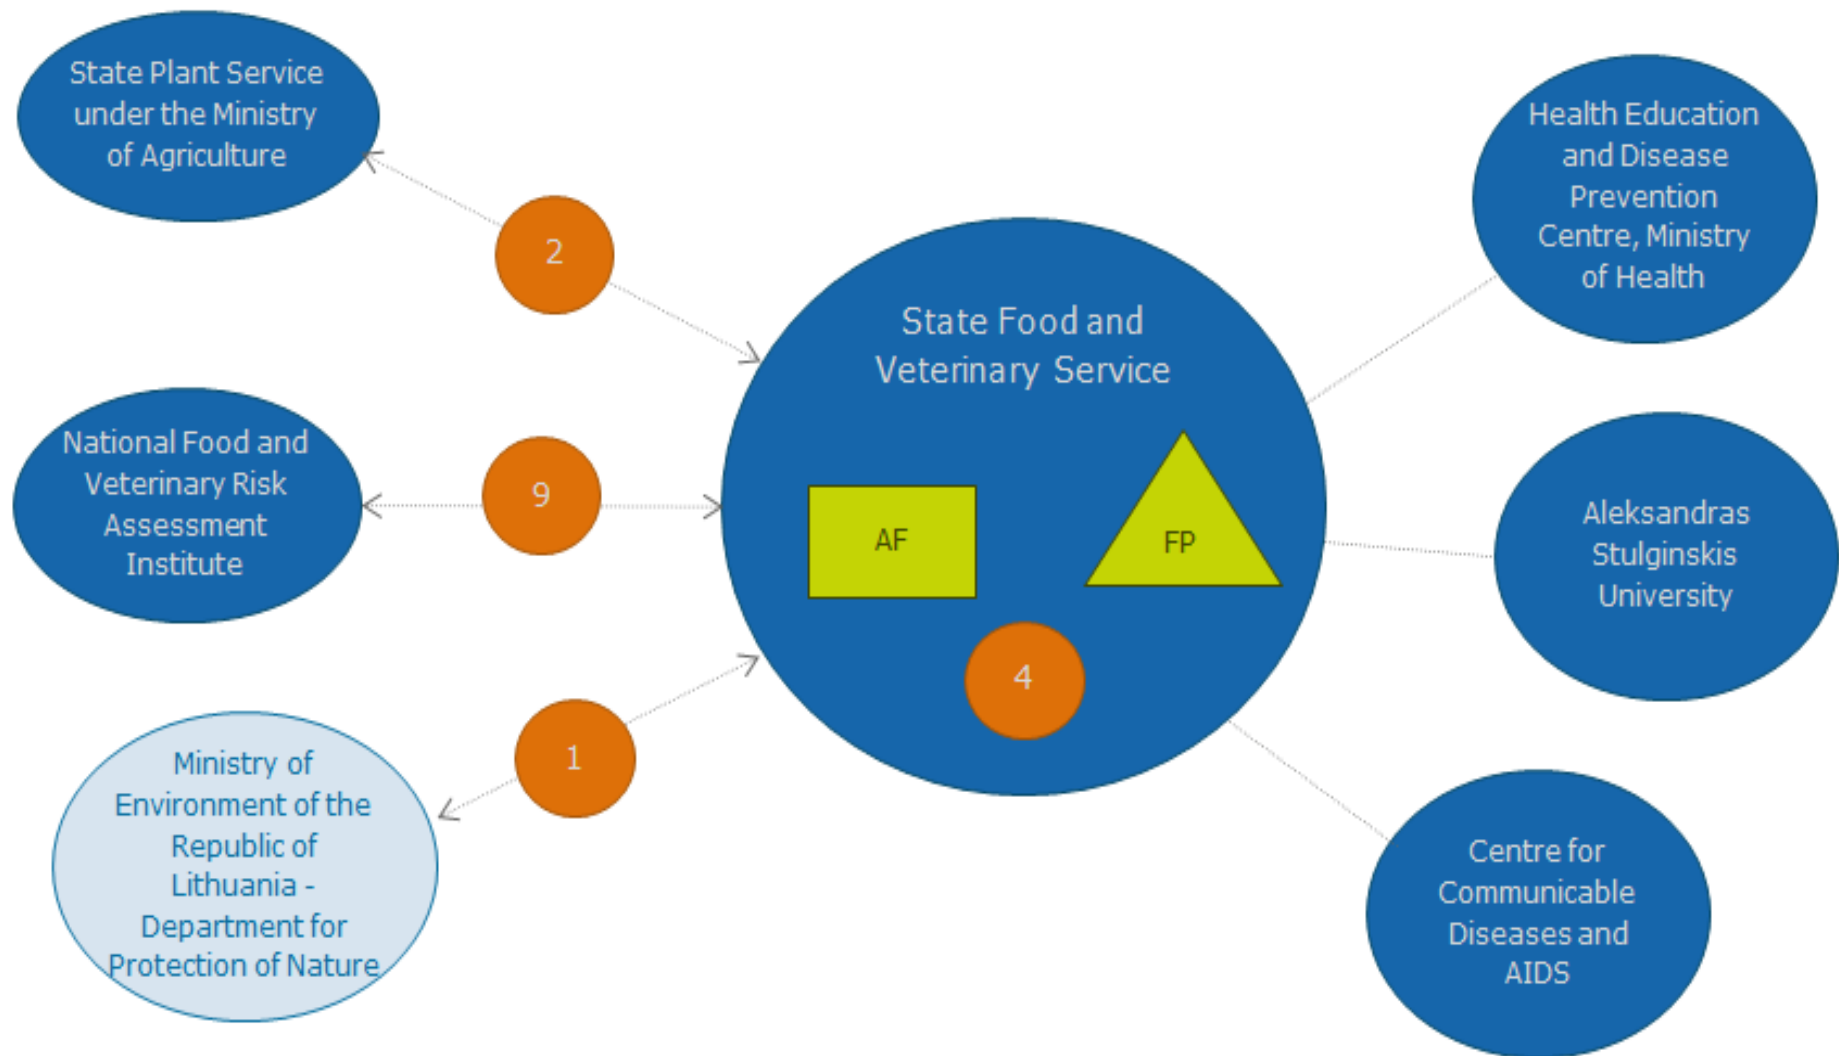 State Plant Service
under the Ministry
of Agriculture
2
National Food and
Veterinary Risk
Assessment
Institute
9
Ministry of
Environment of the
Republic of
Lithuania -
Department for
Protection of Nature
1
State Food and
Veterinary Service
AF
FP
4
Health Education
and Disease
Prevention
Centre, Ministry
of Health
Aleksandras
Stulginskis
University
Centre for
Communicable
Diseases and
AIDS